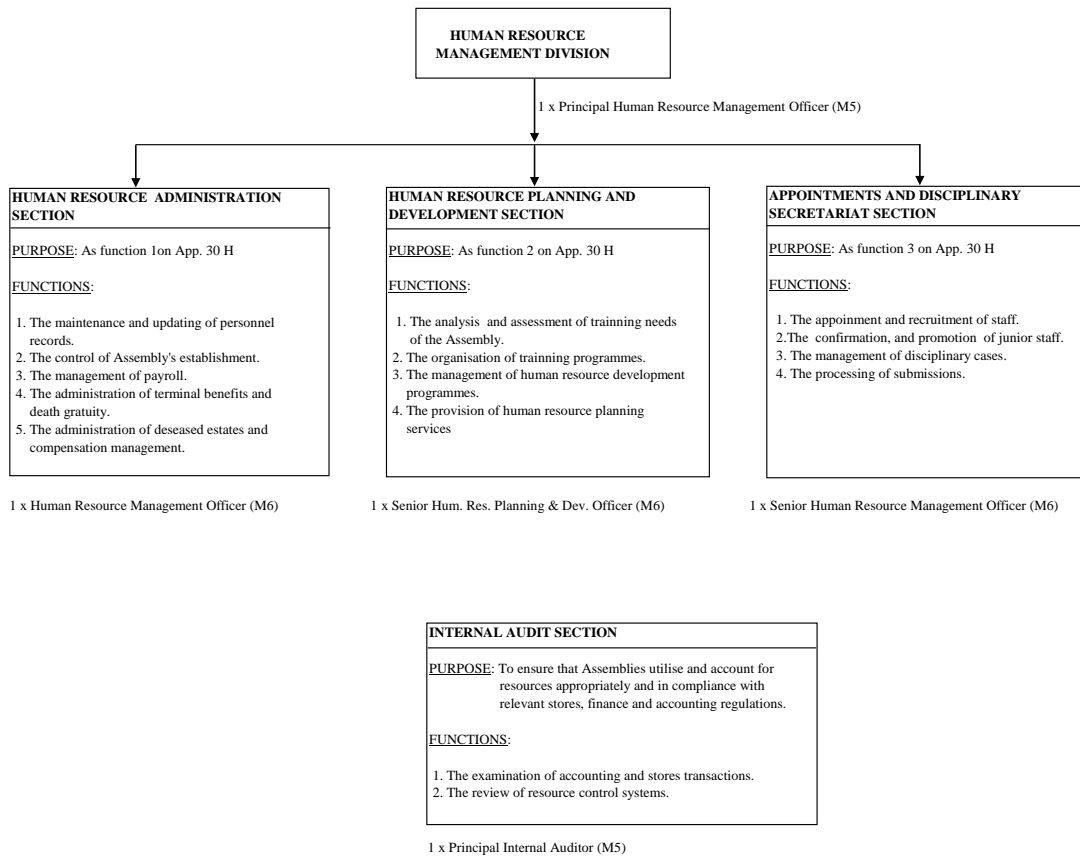 HUMAN RESOURCE
MANAGEMENT DIVISION
1 x Principal Human Resource Management Officer (M5)
HUMAN RESOURCE ADMINISTRATION
SECTION
PURPOSE: As function 1on App. 30 H
FUNCTIONS:
1. The maintenance and updating of personnel
records.
2. The control of Assembly's establishment.
3. The management of payroll.
4. The administration of terminal benefits and
death gratuity.
5. The administration of deseased estates and
compensation management.
1 x Human Resource Management Officer (M6)
HUMAN RESOURCE PLANNING AND
DEVELOPMENT SECTION
PURPOSE: As function 2 on App. 30 H
FUNCTIONS:
1. The analysis and assessment of trainning needs
of the Assembly.
2. The organisation of trainning programmes.
3. The management of human resource development
programmes.
4. The provision of human resource planning
services
1 x Senior Hum. Res. Planning & Dev. Officer (M6)
APPOINTMENTS AND DISCIPLINARY
SECRETARIAT SECTION
PURPOSE: As function 3 on App. 30 H
FUNCTIONS:
1. The appoinment and recruitment of staff.
2.The confirmation, and promotion of junior staff.
3. The management of disciplinary cases.
4. The processing of submissions.
1 x Senior Human Resource Management Officer (M6)
INTERNAL AUDIT SECTION
PURPOSE: To ensure that Assemblies utilise and account for
resources appropriately and in compliance with
relevant stores, finance and accounting regulations.
FUNCTIONS:
1. The examination of accounting and stores transactions.
2. The review of resource control systems.
1 x Principal Internal Auditor (M5)